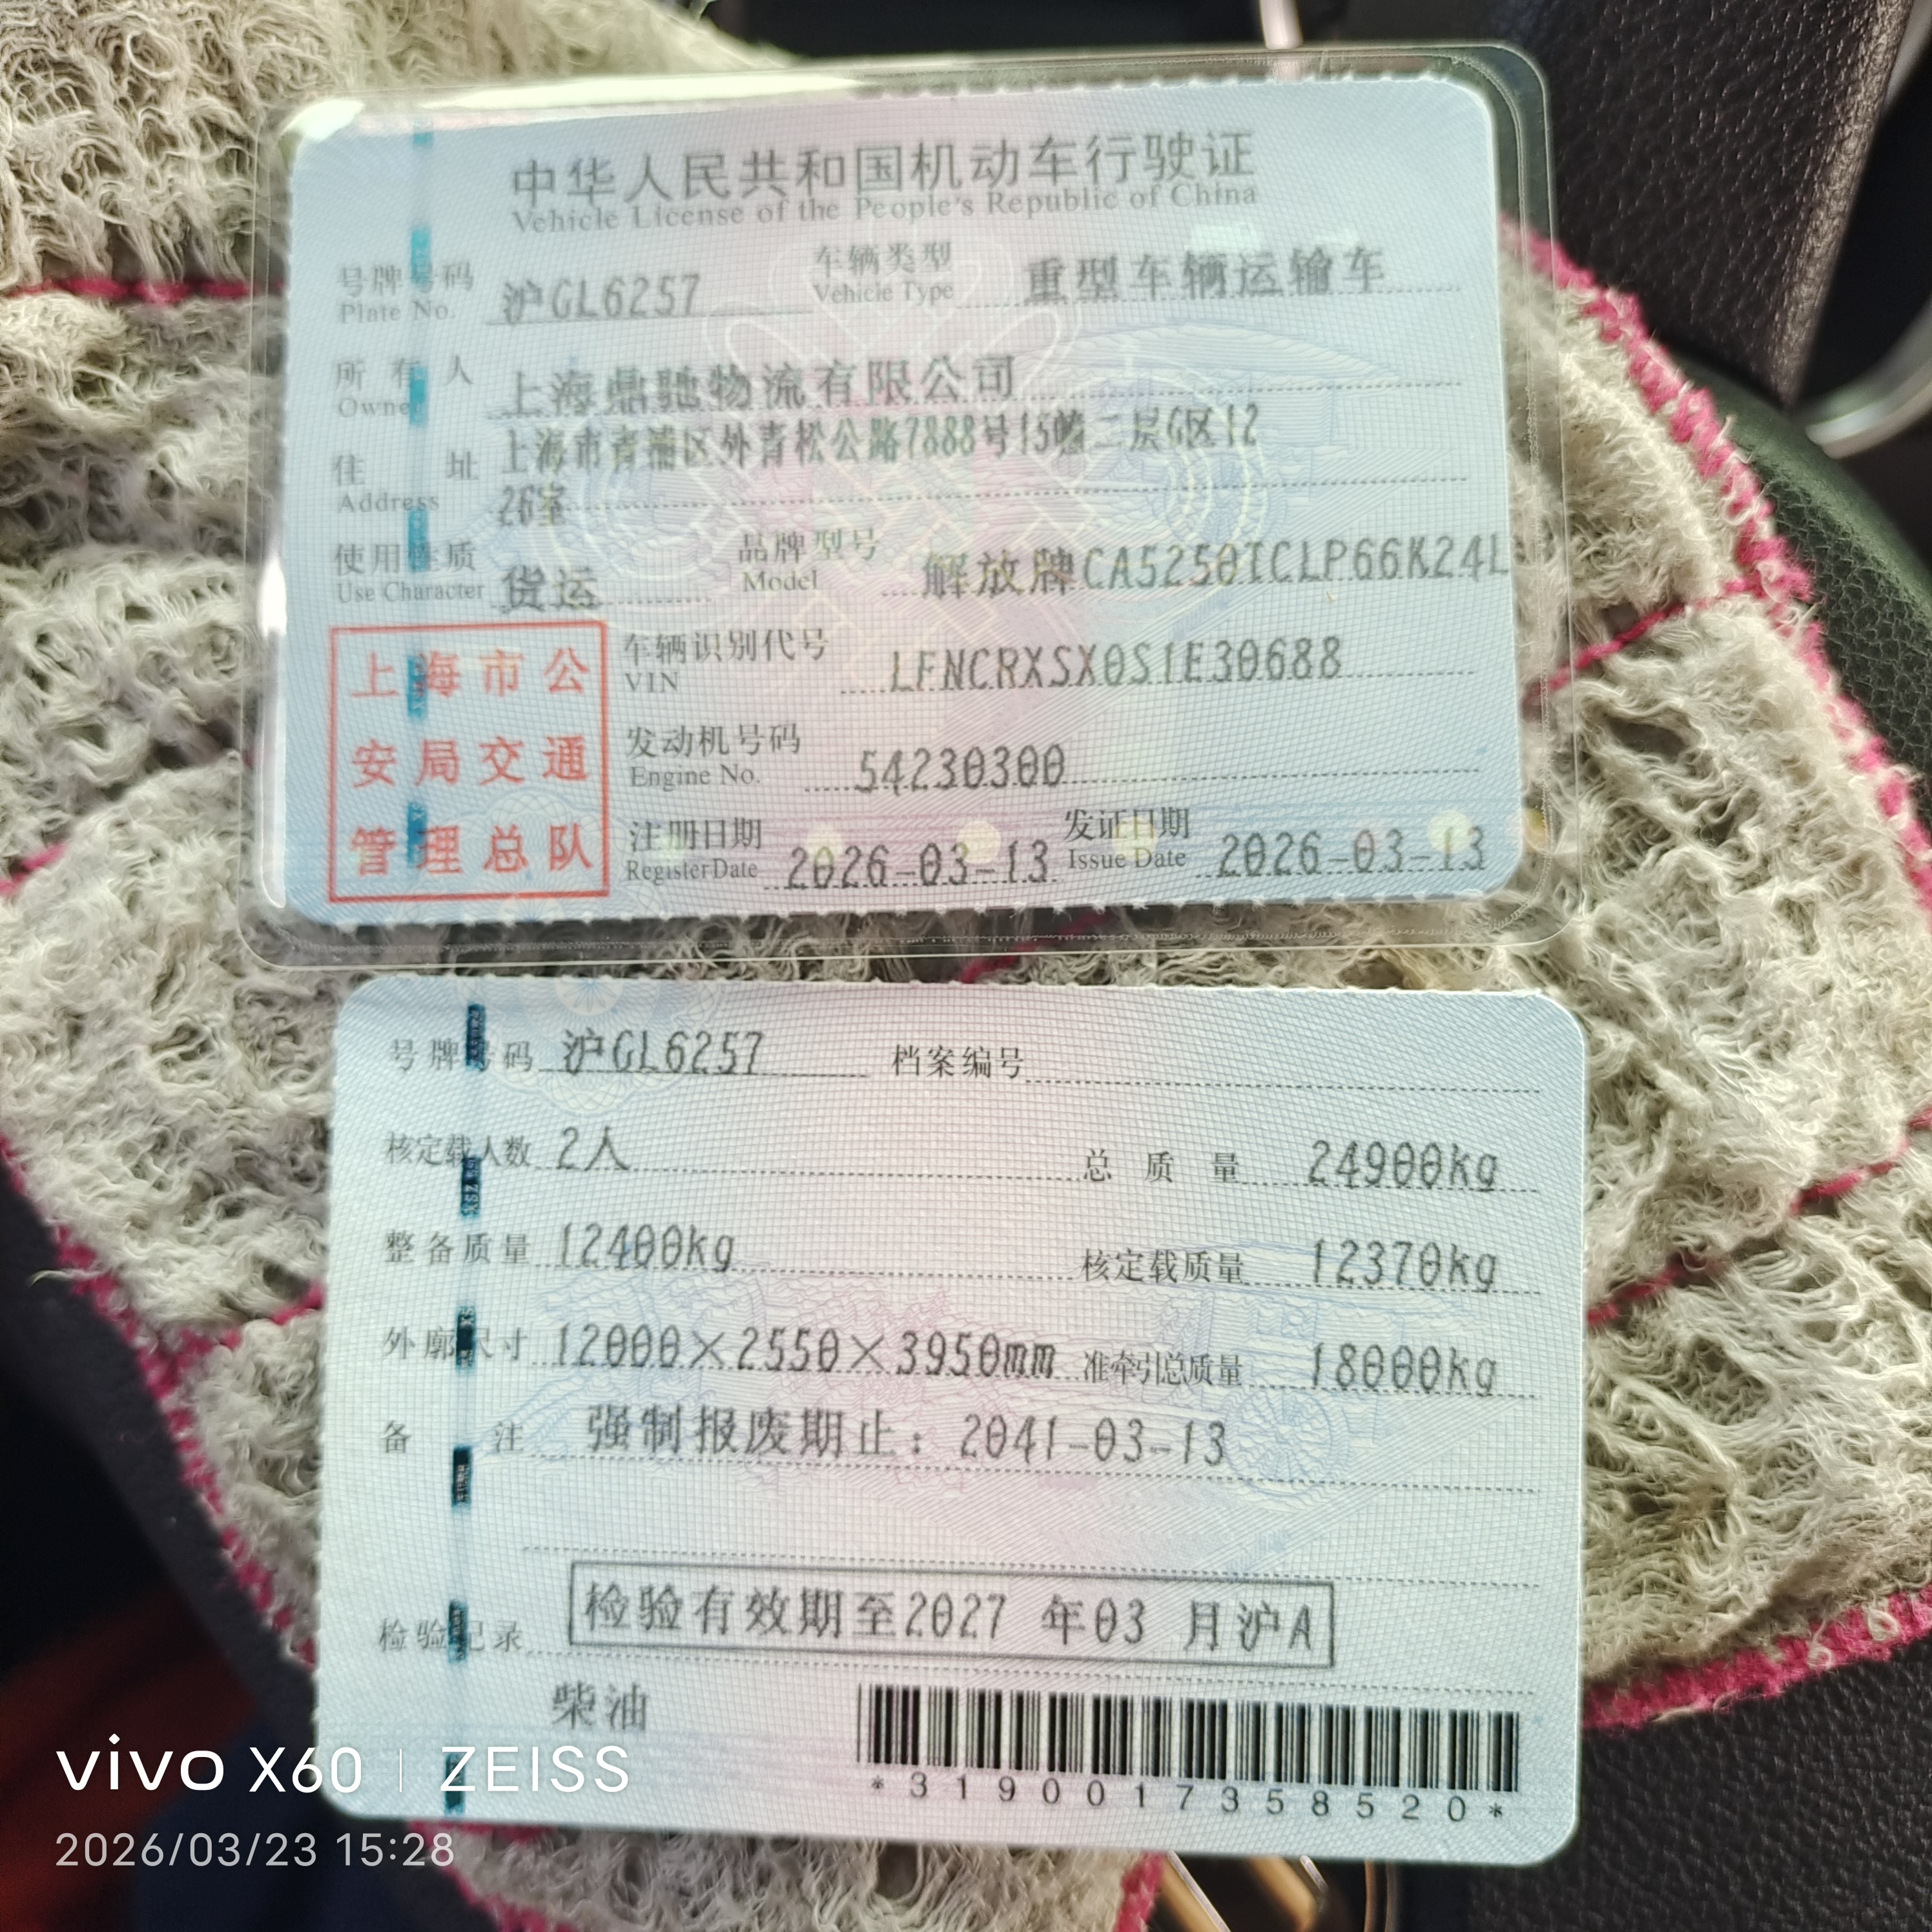 中华人民共和国机动车行驶证
Vehicle License of the People's Republic of China
号牌号码 沪GL6257 车辆类型 重型车辆运输车
Plate No. Vehicle Type
所有人 上海鼎驰物流有限公司
Owner
住址 上海市青浦区外青松公路7888号15幢二层G区12
Address 26室
使用性质 货运 品牌型号 解放牌CA5250TCLP66K24L
Use Character Model
上海市公
安局交通
管理总队
车辆识别代号 LFNCRXSX0S1E30688
VIN
发动机号码 54230300
Engine No.
注册日期 2026-03-13 发证日期 2026-03-13
Register Date Issue Date
号牌号码 沪GL6257 档案编号
核定载人数 2人 总质量 24900kg
整备质量 12400kg 核定载质量 12370kg
外廓尺寸 12000×2550×3950mm 准牵引总质量 18000kg
备注 强制报废期止：2041-03-13
检验记录 检验有效期至2027 年03 月沪A
柴油
*3190017358520*
vivo X60 | ZEISS
2026/03/23 15:28